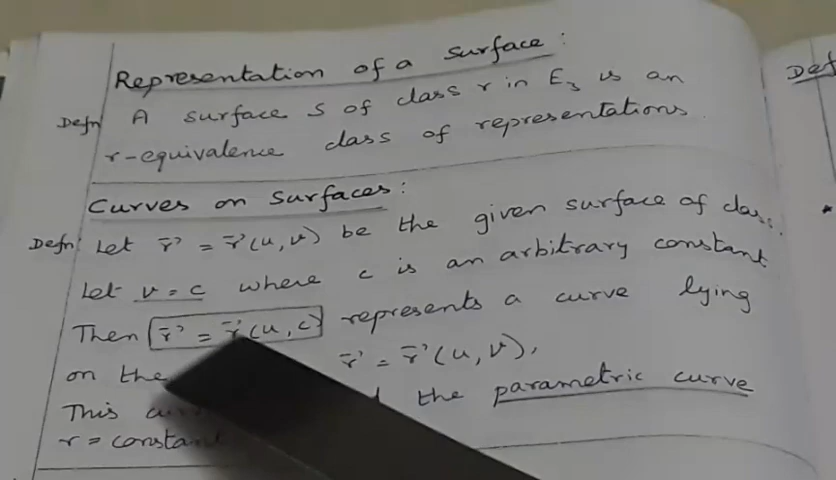 Representation of a surface:
Defn A surface S of class r in E₃ is an
r-equivalence class of representations
Curves on Surfaces:
Defn: Let r⃗ = r⃗(u,v) be the given surface of class.
Let v = c where c is an arbitrary constant
Then r⃗ = r⃗(u,c) represents a curve lying
on the r⃗ = r⃗(u,v).
This the parametric curve
r = constant
Def